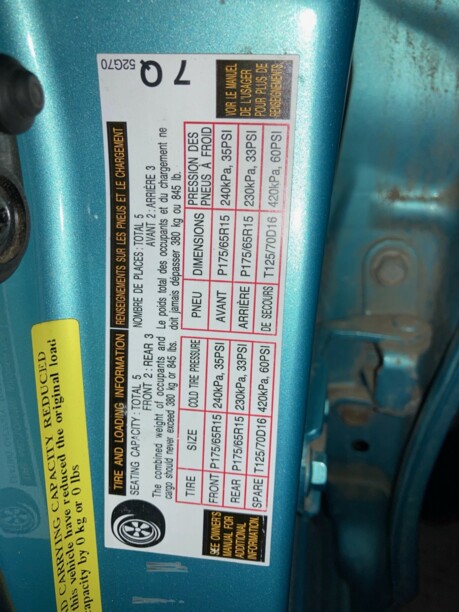 TIRE AND LOADING INFORMATION
RENSEIGNEMENTS SUR LES PNEUS ET LE CHARGEMENT
SEATING CAPACITY: TOTAL 5
FRONT 2 : REAR 3
The combined weight of occupants and
cargo should never exceed 380 kg or 845 lbs.
NOMBRE DE PLACES : TOTAL 5
AVANT 2 : ARRIÈRE 3
Le poids total des occupants et du chargement ne
doit jamais dépasser 380 kg ou 845 lb.
TIRE SIZE COLD TIRE PRESSURE
FRONT P175/65R15 240kPa, 35PSI
REAR P175/65R15 230kPa, 33PSI
SPARE T125/70D16 420kPa, 60PSI
PNEU DIMENSIONS PRESSION DES
PNEUS À FROID
AVANT P175/65R15 240kPa, 35PSI
ARRIÈRE P175/65R15 230kPa, 33PSI
DE SECOURS T125/70D16 420kPa, 60PSI
SEE OWNER'S
MANUAL FOR
ADDITIONAL
INFORMATION
VOIR LE MANUEL
DE L'USAGER
POUR PLUS DE
RENSEIGNEMENTS
52G70
7Q
CARRYING CAPACITY REDUCED
this vehicle have reduced the original load
capacity by 0 kg or 0 lbs